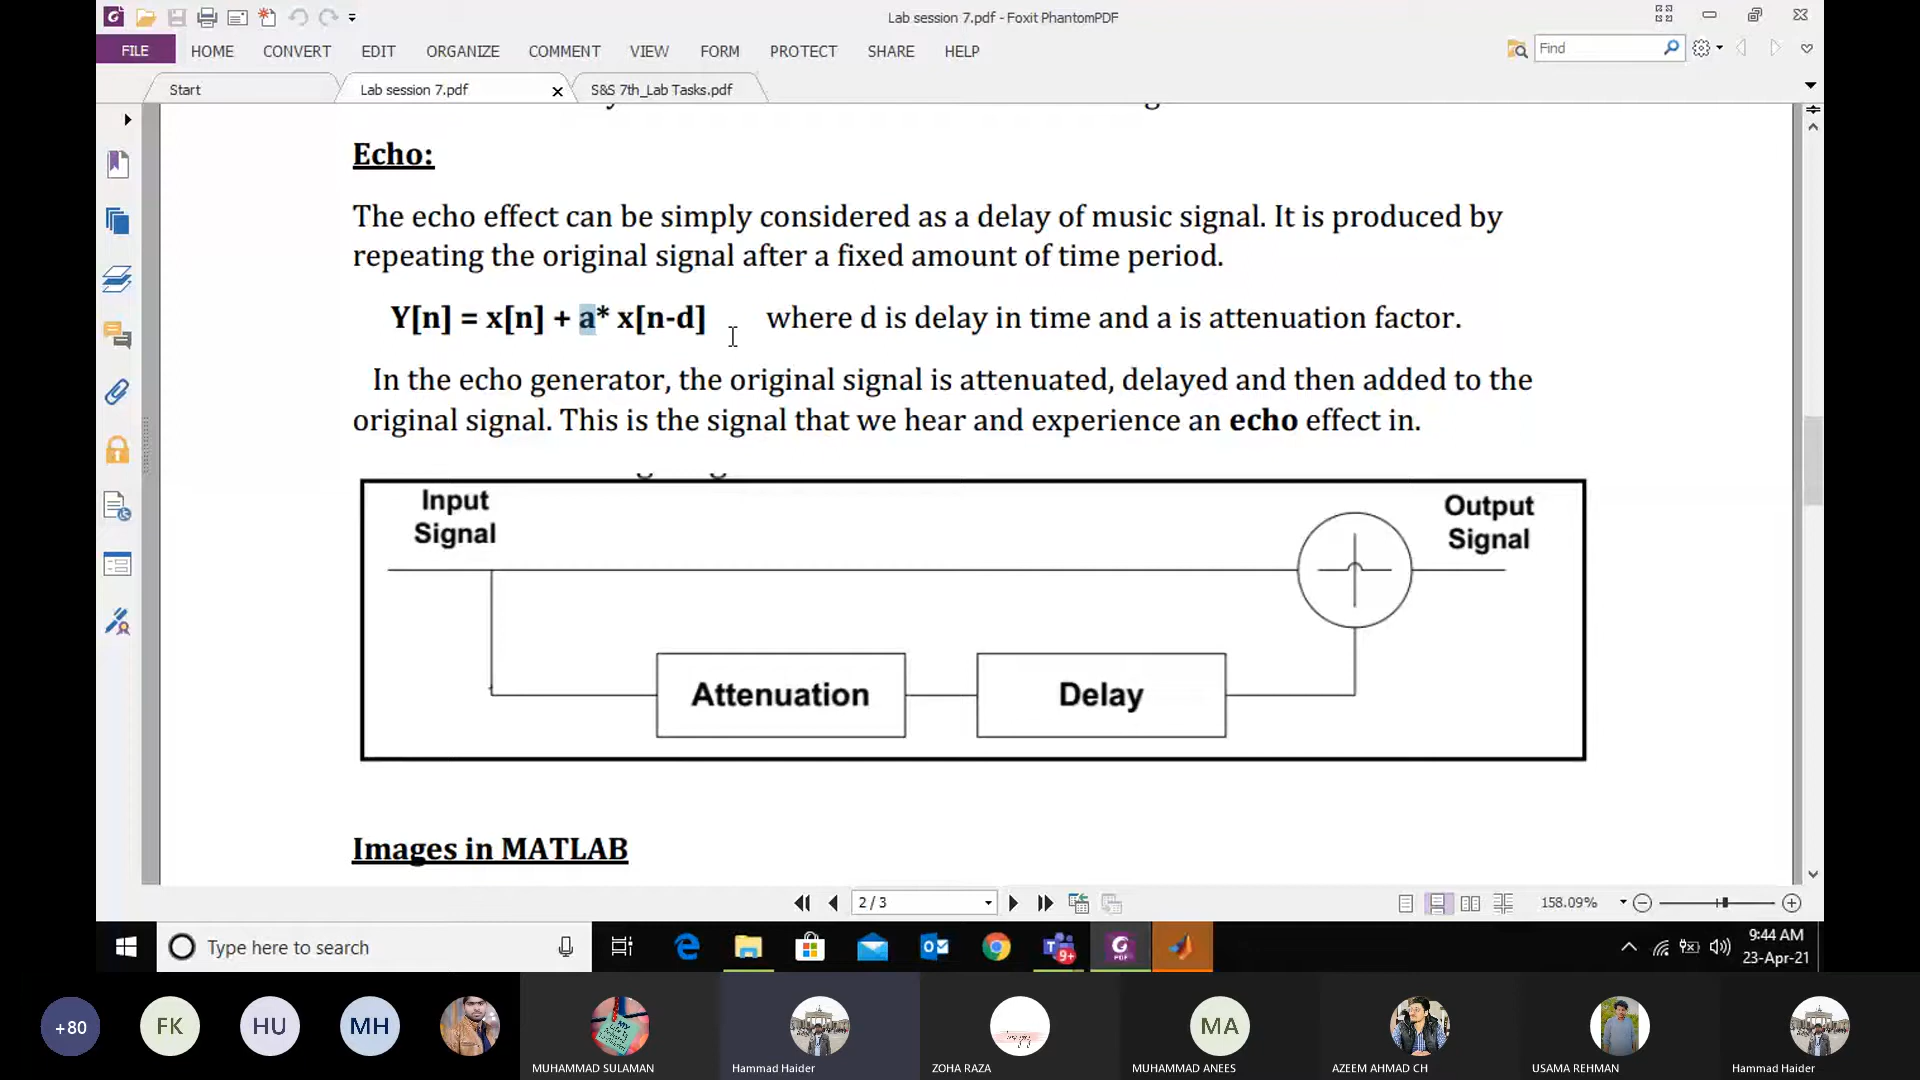 Lab session 7.pdf - Foxit PhantomPDF
FILE HOME CONVERT EDIT ORGANIZE COMMENT VIEW FORM PROTECT SHARE HELP
Find
Start Lab session 7.pdf S&S 7th_Lab Tasks.pdf
Echo:
The echo effect can be simply considered as a delay of music signal. It is produced by
repeating the original signal after a fixed amount of time period.
Y[n] = x[n] + a* x[n-d] where d is delay in time and a is attenuation factor.
In the echo generator, the original signal is attenuated, delayed and then added to the
original signal. This is the signal that we hear and experience an echo effect in.
Input
Signal
Output
Signal
Attenuation
Delay
Images in MATLAB
2 / 3
158.09%
Type here to search
9+
PDF
9:44 AM
23-Apr-21
+80
FK
HU
MH
MA
MUHAMMAD SULAMAN
Hammad Haider
ZOHA RAZA
MUHAMMAD ANEES
AZEEM AHMAD CH
USAMA REHMAN
Hammad Haider